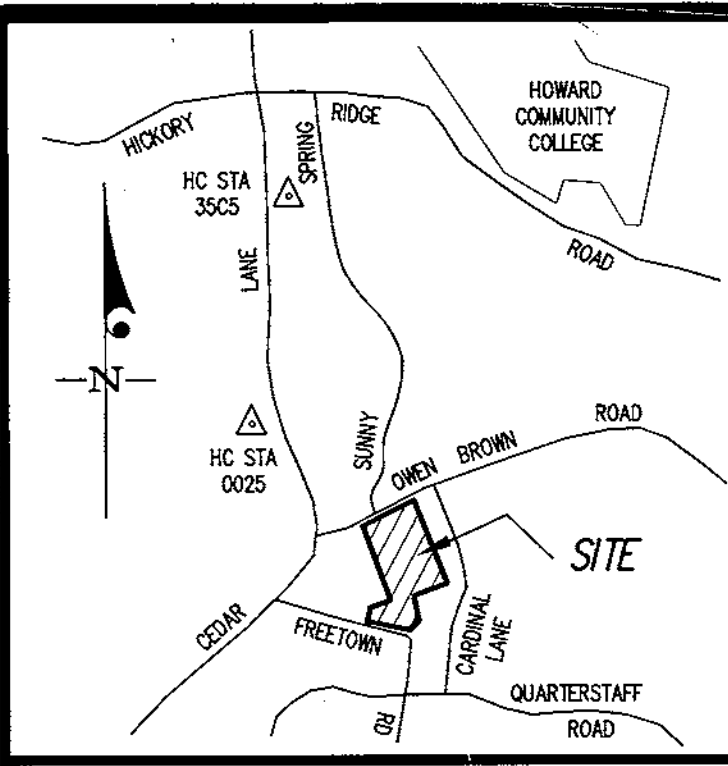 HOWARD
COMMUNITY
COLLEGE
HICKORY
RIDGE
ROAD
SPRING
HC STA
35C5
LANE
N
HC STA
0025
SUNNY
OWEN BROWN ROAD
SITE
CEDAR
FREETOWN
RD
CARDINAL
LANE
QUARTERSTAFF
ROAD